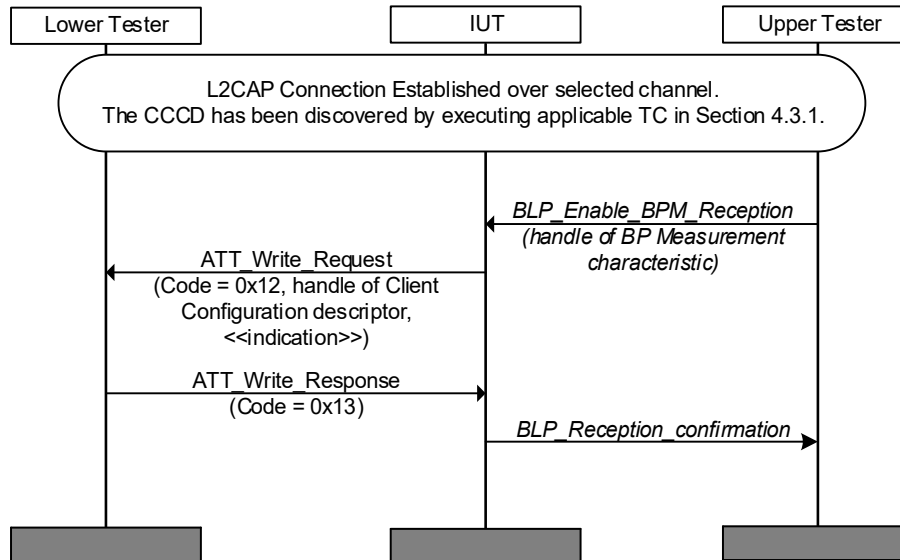 Lower Tester
IUT
Upper Tester
L2CAP Connection Established over selected channel.
The CCCD has been discovered by executing applicable TC in Section 4.3.1.
BLP_Enable_BPM_Reception
(handle of BP Measurement
characteristic)
ATT_Write_Request
(Code = 0x12, handle of Client
Configuration descriptor,
<<indication>>)
ATT_Write_Response
(Code = 0x13)
BLP_Reception_confirmation